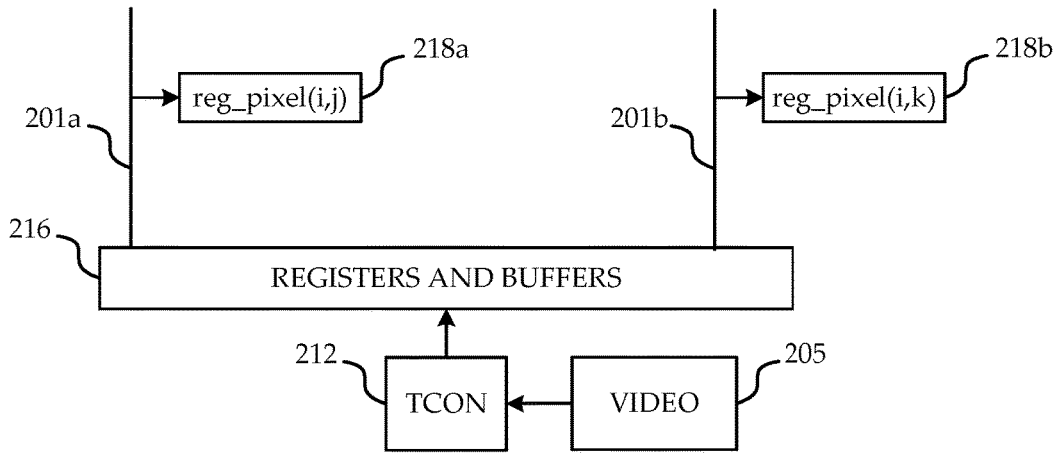 218a
218b
reg_pixel(i,j)
reg_pixel(i,k)
201a
201b
216
REGISTERS AND BUFFERS
212
205
TCON
VIDEO